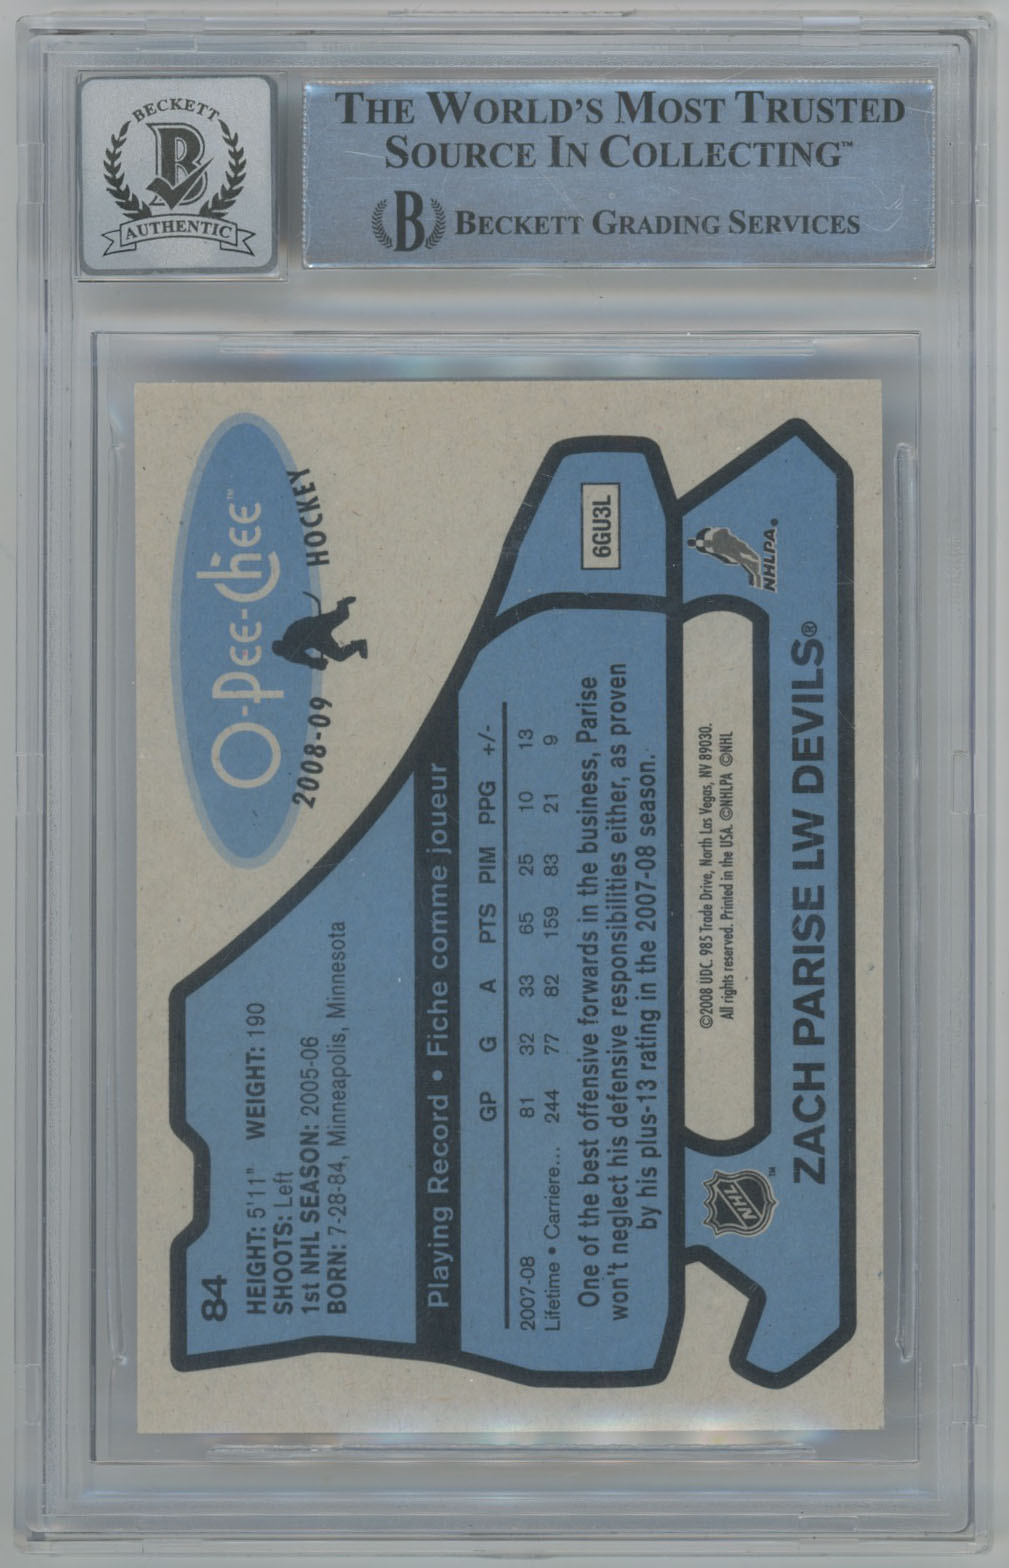 BECKETT
BR
AUTHENTIC
THE WORLD'S MOST TRUSTED
SOURCE IN COLLECTING™
B BECKETT GRADING SERVICES
O-Pee-Chee™
2008-09 HOCKEY
84
HEIGHT: 5'11" WEIGHT: 190
SHOOTS: Left
1st NHL SEASON: 2005-06
BORN: 7-28-84, Minneapolis, Minnesota
Playing Record • Fiche comme joueur
GP G A PTS PIM PPG +/-
2007-08 81 32 33 65 25 10 13
Lifetime • Carriere... 244 77 82 159 83 21 9
One of the best offensive forwards in the business, Parise
won't neglect his defensive responsibilities either, as proven
by his plus-13 rating in the 2007-08 season.
6GU3L
©2008 UDC. 985 Trade Drive, North Las Vegas, NV 89030.
All rights reserved. Printed in the USA. ©NHLPA ©NHL
NHL™
NHLPA®
ZACH PARISE LW DEVILS®